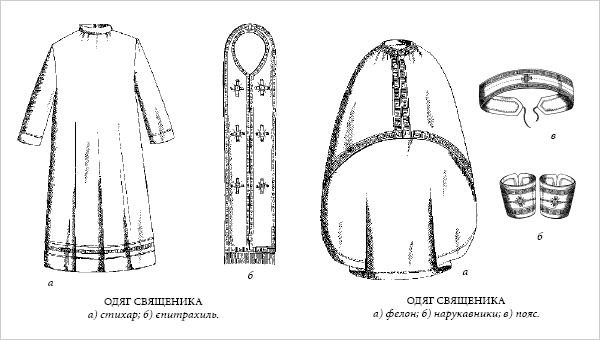 а
б
ОДЯГ СВЯЩЕНИКА
а) стихар; б) єпитрахиль.
в
б
а
ОДЯГ СВЯЩЕНИКА
а) фелон; б) нарукавники; в) пояс.